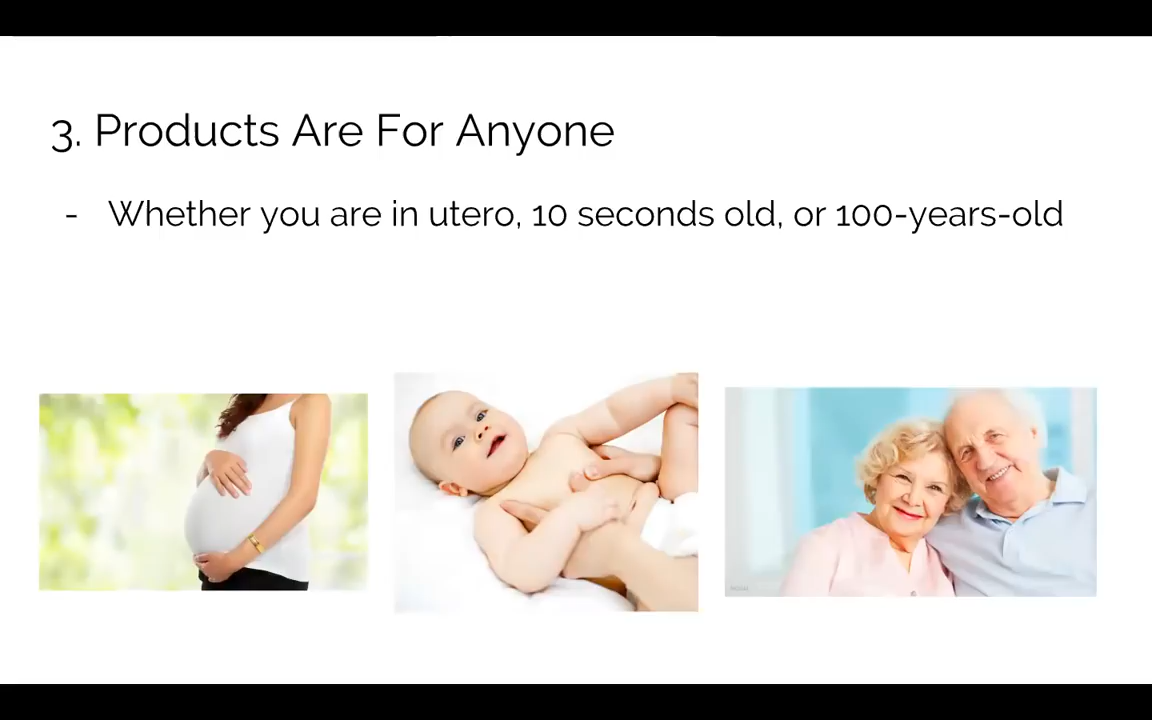 3. Products Are For Anyone
- Whether you are in utero, 10 seconds old, or 100-years-old